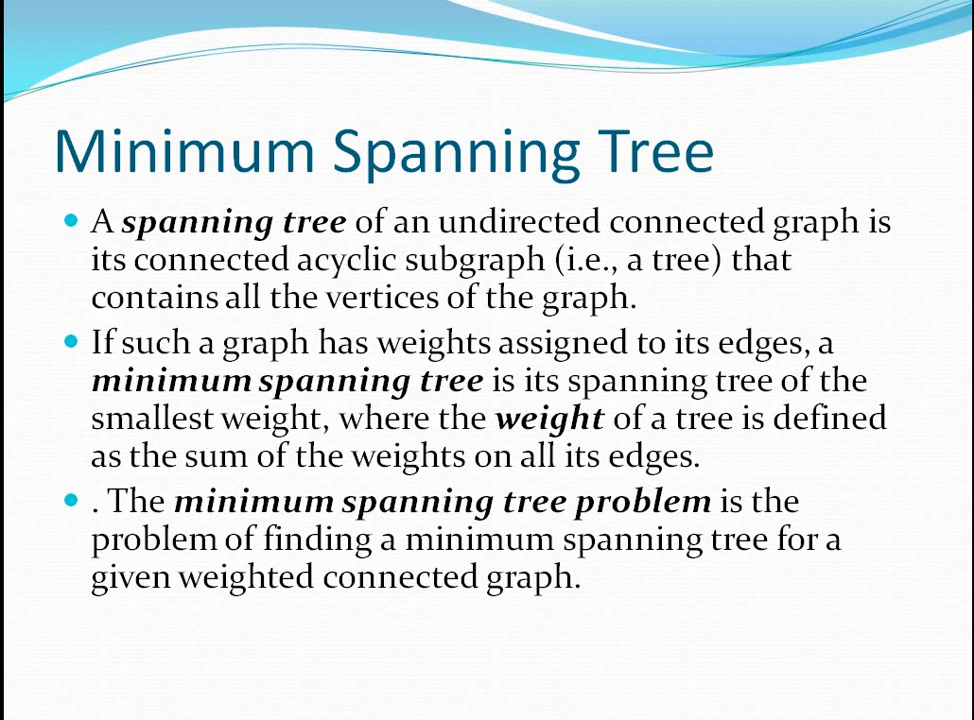 Minimum Spanning Tree
• A spanning tree of an undirected connected graph is
its connected acyclic subgraph (i.e., a tree) that
contains all the vertices of the graph.
• If such a graph has weights assigned to its edges, a
minimum spanning tree is its spanning tree of the
smallest weight, where the weight of a tree is defined
as the sum of the weights on all its edges.
• . The minimum spanning tree problem is the
problem of finding a minimum spanning tree for a
given weighted connected graph.